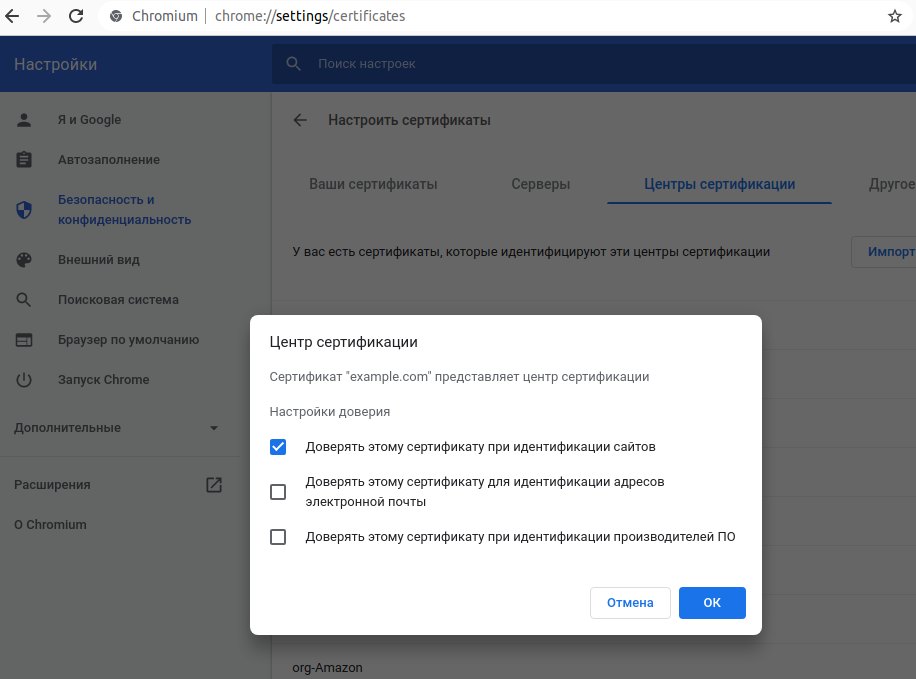 Chromium | chrome://settings/certificates
Настройки
Поиск настроек
Я и Google
Автозаполнение
Безопасность и
конфиденциальность
Внешний вид
Поисковая система
Браузер по умолчанию
Запуск Chrome
Дополнительные
Расширения
О Chromium
Настроить сертификаты
Ваши сертификаты Серверы Центры сертификации Другое
У вас есть сертификаты, которые идентифицируют эти центры сертификации Импорт
Центр сертификации
Сертификат "example.com" представляет центр сертификации
Настройки доверия
Доверять этому сертификату при идентификации сайтов
Доверять этому сертификату для идентификации адресов
электронной почты
Доверять этому сертификату при идентификации производителей ПО
Отмена ОК
org-Amazon